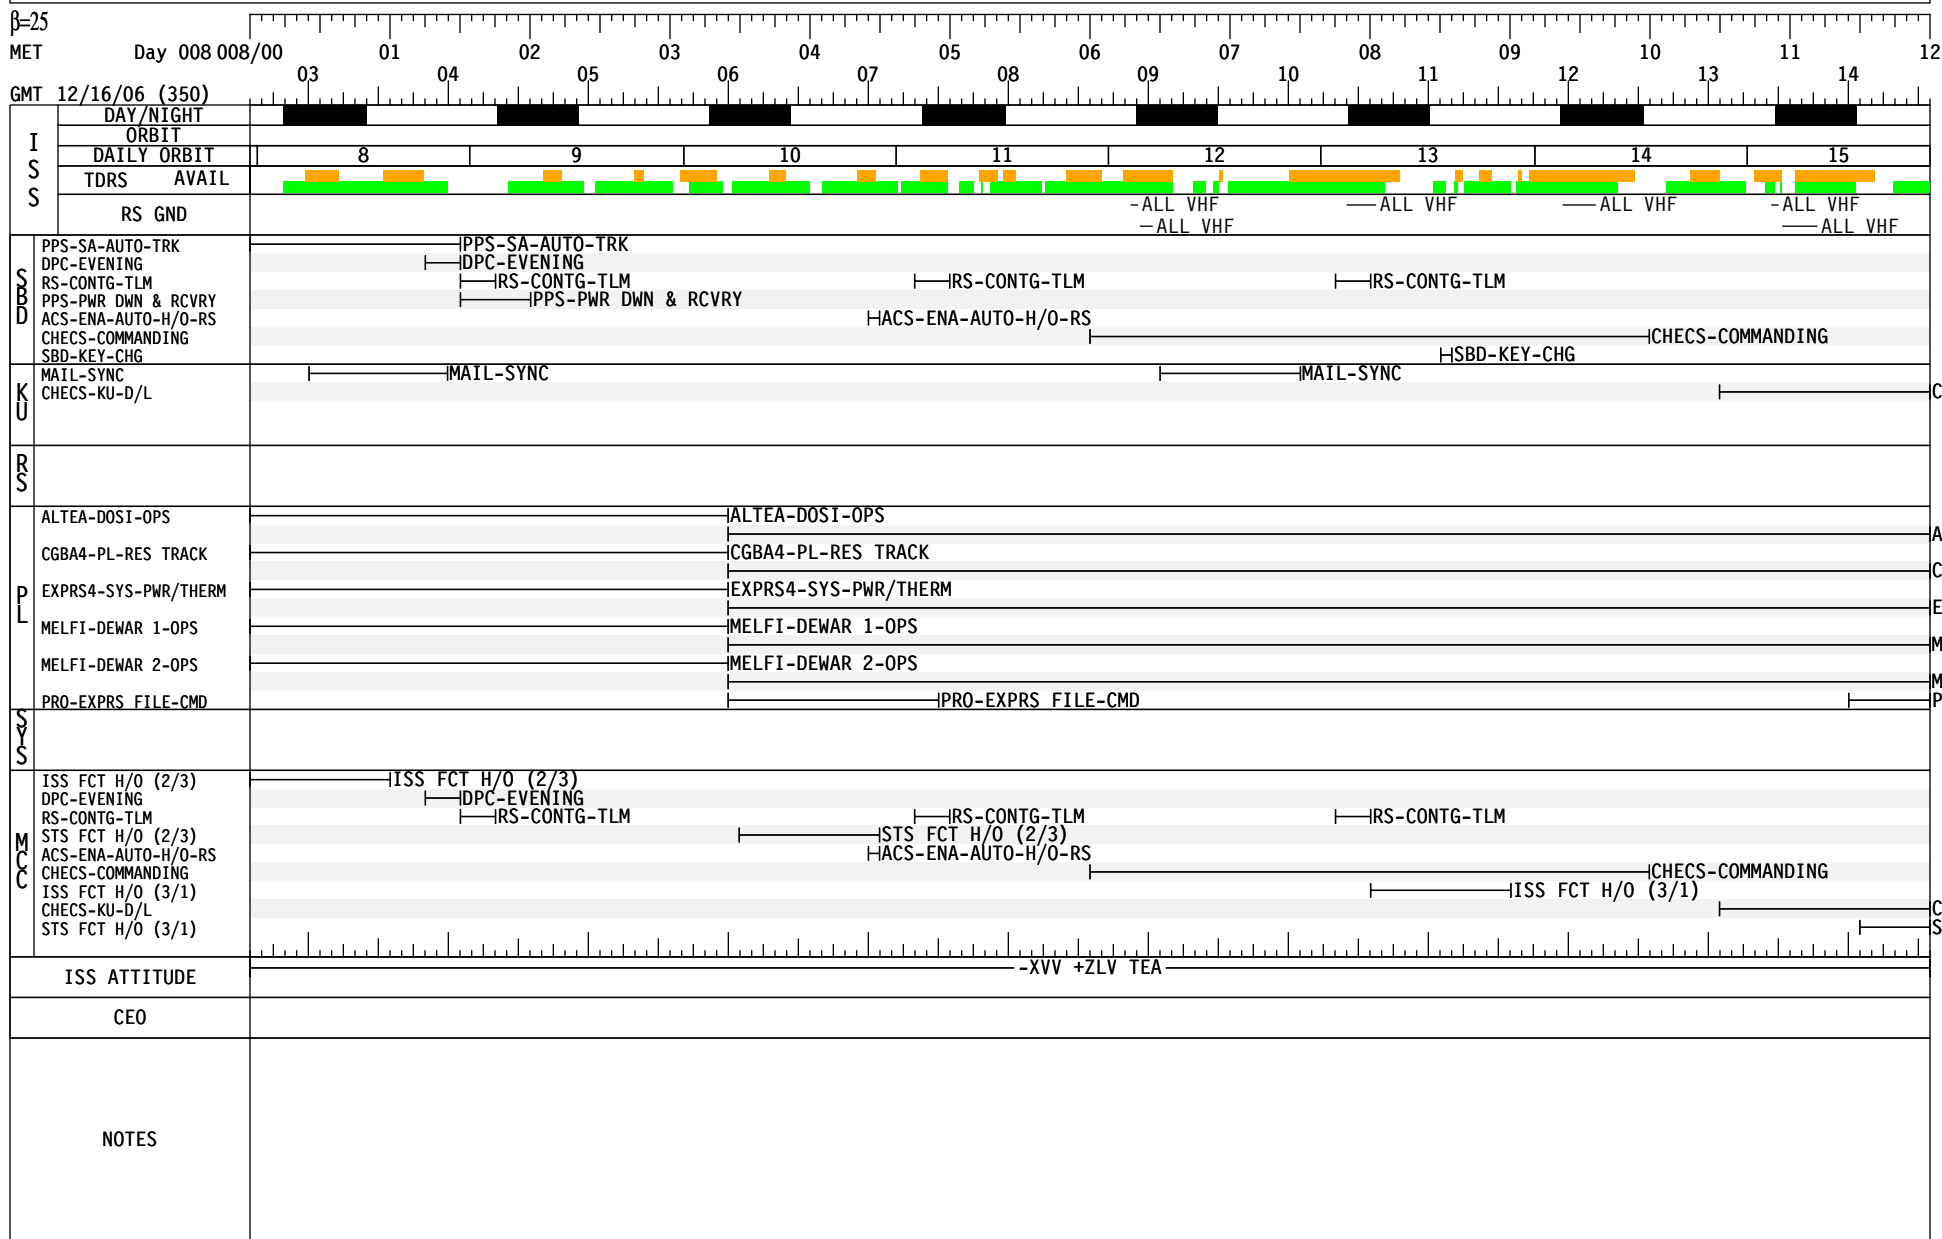 β=25
MET Day 008 008/00 01 02 03 04 05 06 07 08 09 10 11 12
03 04 05 06 07 08 09 10 11 12 13 14
GMT 12/16/06 (350)
ISS
DAY/NIGHT
ORBIT
DAILY ORBIT 8 9 10 11 12 13 14 15
TDRS AVAIL
RS GND -ALL VHF ALL VHF ALL VHF -ALL VHF
ALL VHF ALL VHF
SBD
PPS-SA-AUTO-TRK PPS-SA-AUTO-TRK
DPC-EVENING DPC-EVENING
RS-CONTG-TLM RS-CONTG-TLM RS-CONTG-TLM RS-CONTG-TLM
PPS-PWR DWN & RCVRY PPS-PWR DWN & RCVRY
ACS-ENA-AUTO-H/O-RS ACS-ENA-AUTO-H/O-RS
CHECS-COMMANDING CHECS-COMMANDING
SBD-KEY-CHG SBD-KEY-CHG
KU
MAIL-SYNC MAIL-SYNC MAIL-SYNC
CHECS-KU-D/L C
RS
PL
ALTEA-DOSI-OPS ALTEA-DOSI-OPS
A
CGBA4-PL-RES TRACK CGBA4-PL-RES TRACK
C
EXPRS4-SYS-PWR/THERM EXPRS4-SYS-PWR/THERM
E
MELFI-DEWAR 1-OPS MELFI-DEWAR 1-OPS
M
MELFI-DEWAR 2-OPS MELFI-DEWAR 2-OPS
M
PRO-EXPRS FILE-CMD PRO-EXPRS FILE-CMD P
SYS
MCC
ISS FCT H/O (2/3) ISS FCT H/O (2/3)
DPC-EVENING DPC-EVENING
RS-CONTG-TLM RS-CONTG-TLM RS-CONTG-TLM RS-CONTG-TLM
STS FCT H/O (2/3) STS FCT H/O (2/3)
ACS-ENA-AUTO-H/O-RS ACS-ENA-AUTO-H/O-RS
CHECS-COMMANDING CHECS-COMMANDING
ISS FCT H/O (3/1) ISS FCT H/O (3/1)
CHECS-KU-D/L C
STS FCT H/O (3/1) S
ISS ATTITUDE -XVV +ZLV TEA
CEO
NOTES